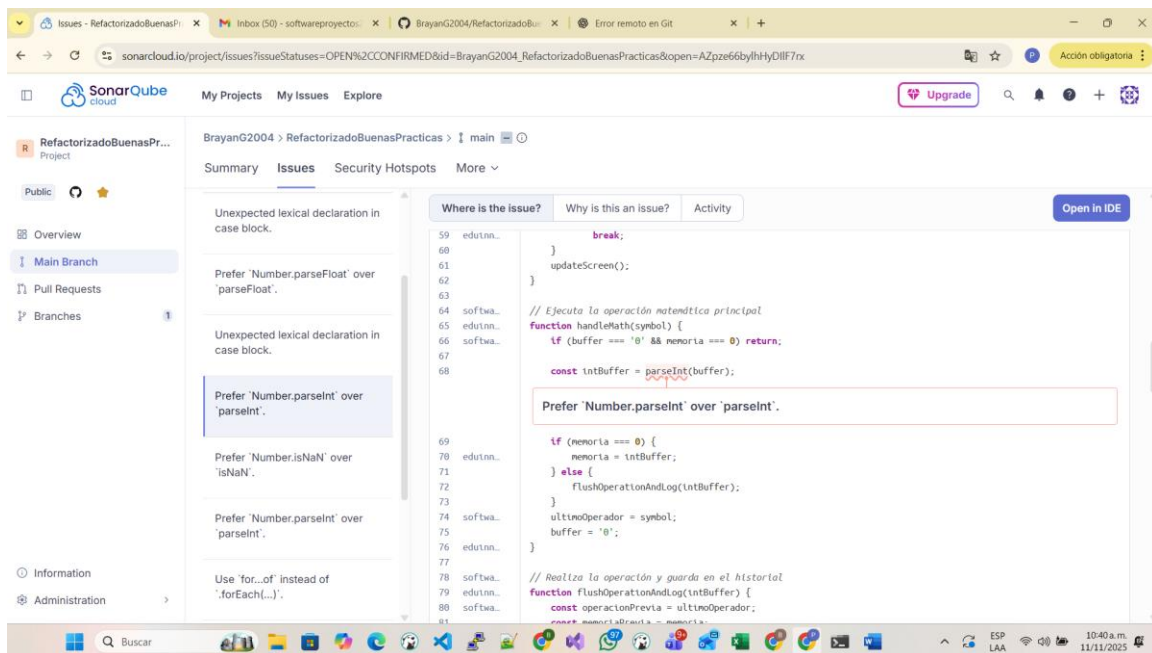 Issues - RefactorizadoBuenasPr
Inbox (50) - softwareproyectos
BrayanG2004/RefactorizadoBue
Error remoto en Git
sonarcloud.io/project/issues?issueStatuses=OPEN%2CCONFIRMED&id=BrayanG2004_RefactorizadoBuenasPracticas&open=AZpze66bylhHyDIlF7rx
P
Acción obligatoria
SonarQube
cloud
My Projects My Issues Explore
Upgrade
R
RefactorizadoBuenasPr...
Project
Public
Overview
Main Branch
Pull Requests
Branches 1
Information
Administration
BrayanG2004 > RefactorizadoBuenasPracticas > main
Summary Issues Security Hotspots More
Unexpected lexical declaration in
case block.
Prefer `Number.parseFloat` over
`parseFloat`.
Unexpected lexical declaration in
case block.
Prefer `Number.parseInt` over
`parseInt`.
Prefer `Number.isNaN` over
`isNaN`.
Prefer `Number.parseInt` over
`parseInt`.
Use `for...of` instead of
`.forEach(...)`.
Where is the issue? Why is this an issue? Activity
Open in IDE
59 eduinn… break;
60 }
61 updateScreen();
62 }
63
64 softwa… // Ejecuta la operación matemática principal
65 eduinn… function handleMath(symbol) {
66 softwa… if (buffer === '0' && memoria === 0) return;
67
68 const intBuffer = parseInt(buffer);
Prefer `Number.parseInt` over `parseInt`.
69 if (memoria === 0) {
70 eduinn… memoria = intBuffer;
71 } else {
72 flushOperationAndLog(intBuffer);
73 }
74 softwa… ultimoOperador = symbol;
75 buffer = '0';
76 eduinn… }
77
78 softwa… // Realiza la operación y guarda en el historial
79 eduinn… function flushOperationAndLog(intBuffer) {
80 softwa… const operacionPrevia = ultimoOperador;
81 const memoriaPrevia = memoria;
Buscar
ESP
LAA
10:40 a. m.
11/11/2025